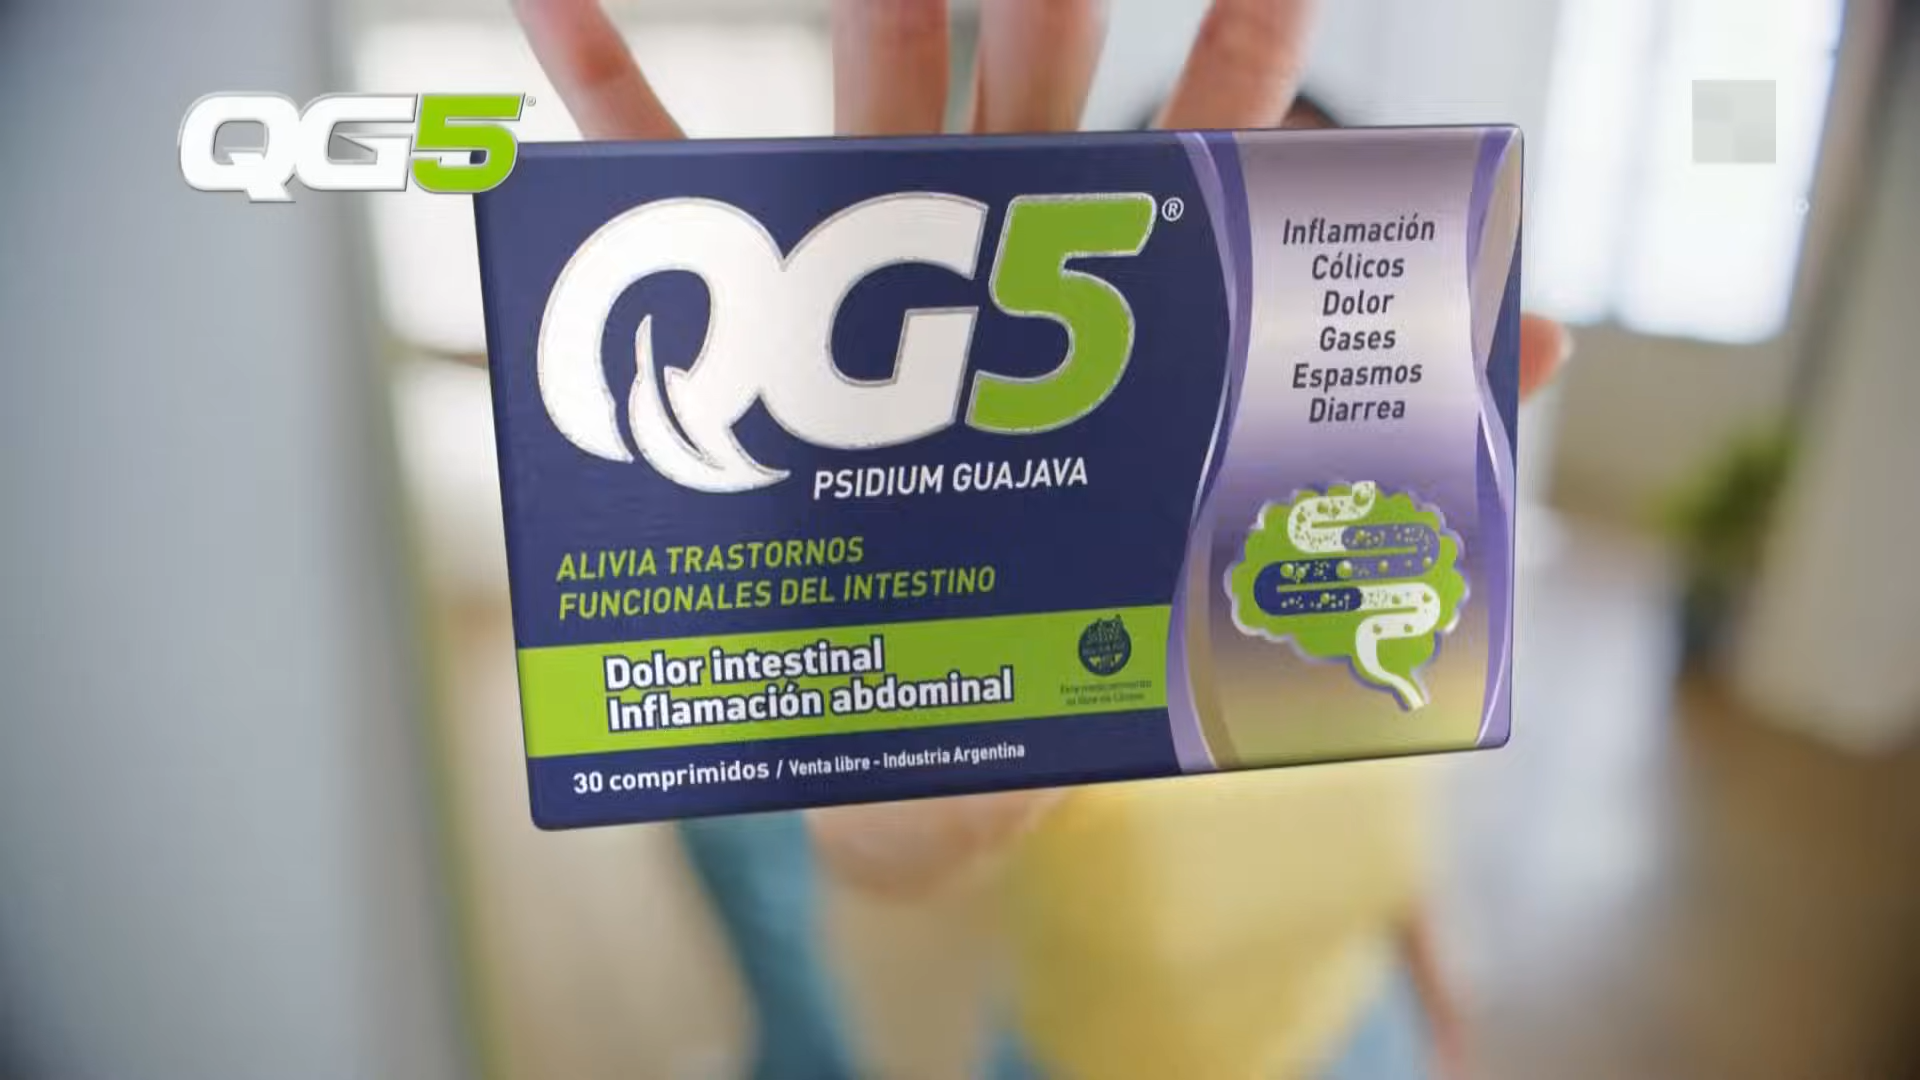 QG5
QG5®
PSIDIUM GUAJAVA
ALIVIA TRASTORNOS
FUNCIONALES DEL INTESTINO
Dolor intestinal
Inflamación abdominal
30 comprimidos / Venta libre - Industria Argentina
Inflamación
Cólicos
Dolor
Gases
Espasmos
Diarrea